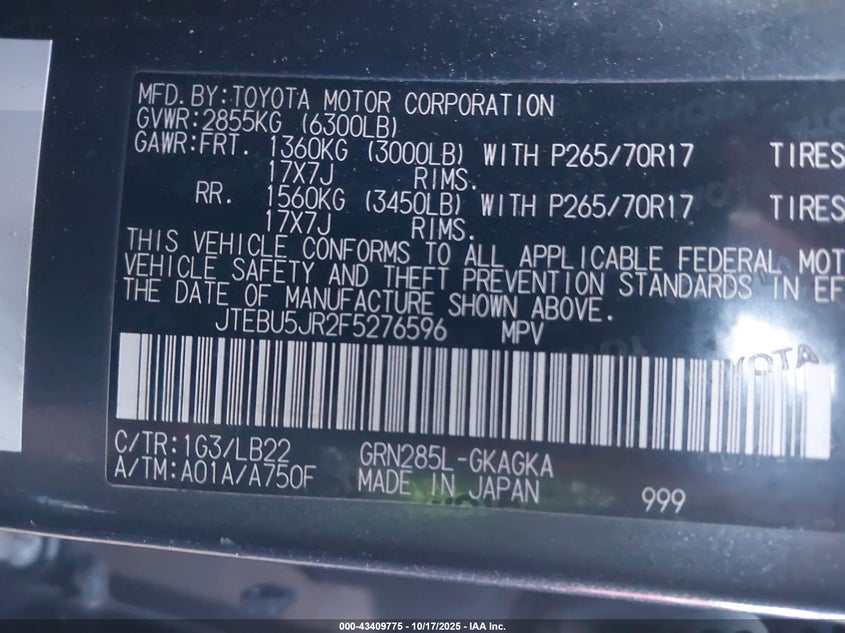 MFD.BY:TOYOTA MOTOR CORPORATION
GVWR:2855KG (6300LB)
GAWR:FRT. 1360KG (3000LB) WITH P265/70R17 TIRES
17X7J RIMS.
RR. 1560KG (3450LB) WITH P265/70R17 TIRES
17X7J RIMS.
THIS VEHICLE CONFORMS TO ALL APPLICABLE FEDERAL MOT
VEHICLE SAFETY AND THEFT PREVENTION STANDARDS IN EF
THE DATE OF MANUFACTURE SHOWN ABOVE.
JTEBU5JR2F5276596 MPV
TOYOTA
C/TR:1G3/LB22 GRN285L-GKAGKA
A/TM:A01A/A750F MADE IN JAPAN 999
000-43409775 - 10/17/2025 - IAA Inc.